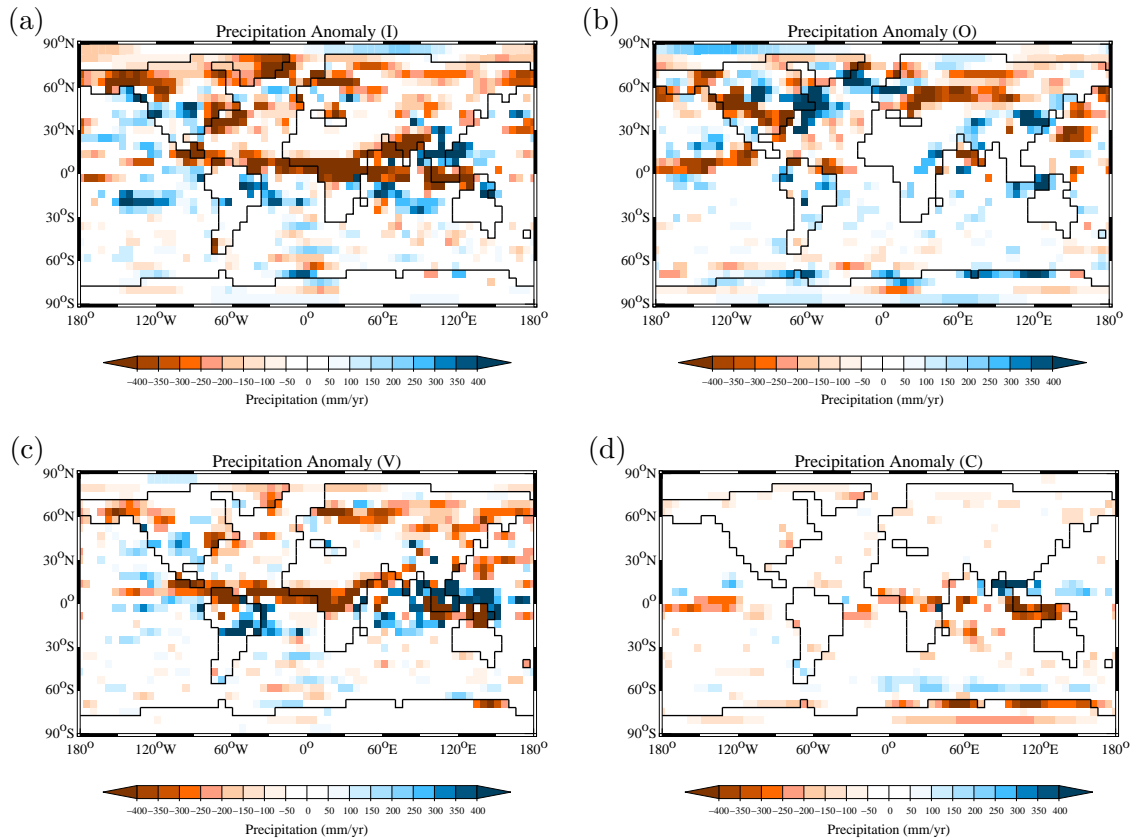 (a)
Precipitation Anomaly (I)
90°N
60°N
30°N
0°
30°S
60°S
90°S
180° 120°W 60°W 0° 60°E 120°E 180°
−400 −350 −300 −250 −200 −150 −100 −50 0 50 100 150 200 250 300 350 400
Precipitation (mm/yr)
(b)
Precipitation Anomaly (O)
90°N
60°N
30°N
0°
30°S
60°S
90°S
180° 120°W 60°W 0° 60°E 120°E 180°
−400 −350 −300 −250 −200 −150 −100 −50 0 50 100 150 200 250 300 350 400
Precipitation (mm/yr)
(c)
Precipitation Anomaly (V)
90°N
60°N
30°N
0°
30°S
60°S
90°S
180° 120°W 60°W 0° 60°E 120°E 180°
−400 −350 −300 −250 −200 −150 −100 −50 0 50 100 150 200 250 300 350 400
Precipitation (mm/yr)
(d)
Precipitation Anomaly (C)
90°N
60°N
30°N
0°
30°S
60°S
90°S
180° 120°W 60°W 0° 60°E 120°E 180°
−400 −350 −300 −250 −200 −150 −100 −50 0 50 100 150 200 250 300 350 400
Precipitation (mm/yr)